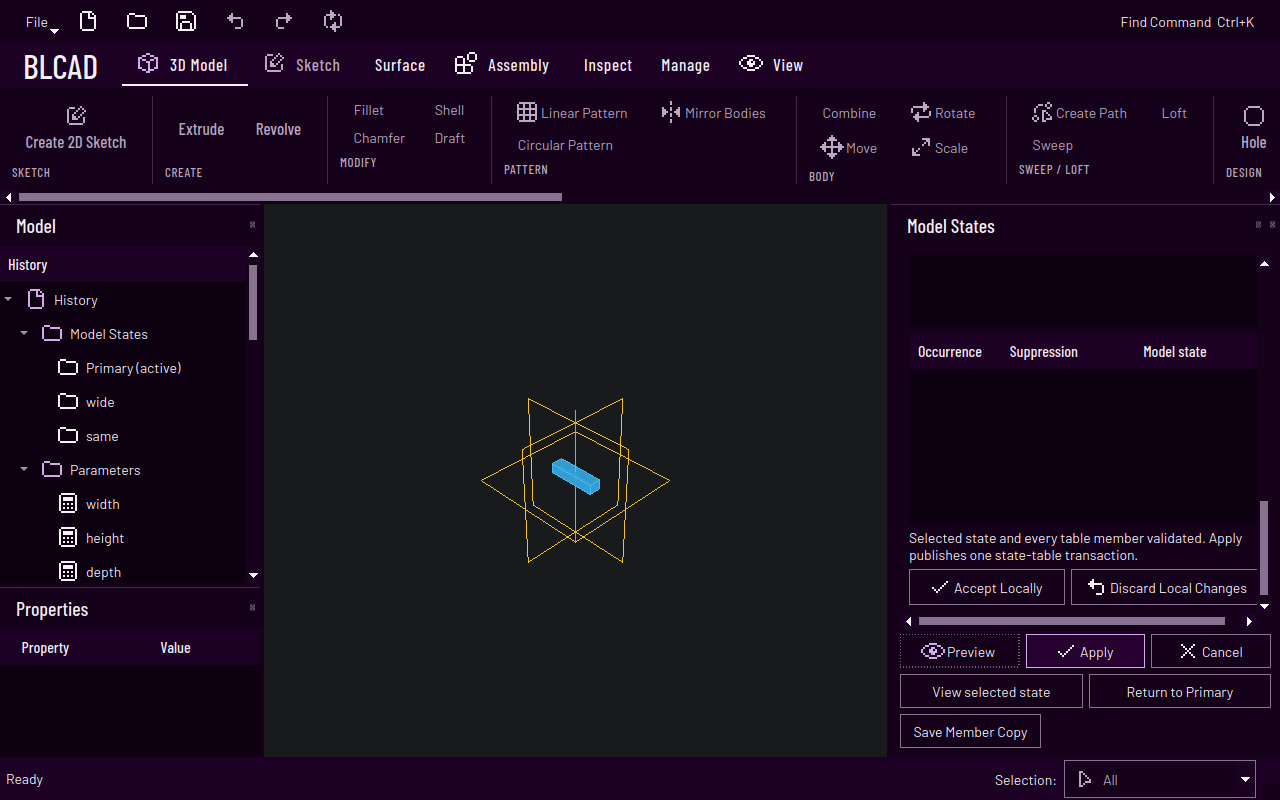 File
Find Command Ctrl+K
BLCAD
3D Model
Sketch
Surface
Assembly
Inspect
Manage
View
Create 2D Sketch
SKETCH
Extrude
Revolve
CREATE
Fillet
Shell
Chamfer
Draft
MODIFY
Linear Pattern
Mirror Bodies
Circular Pattern
PATTERN
Combine
Rotate
Move
Scale
BODY
Create Path
Loft
Sweep
SWEEP / LOFT
Hole
DESIGN
Model
History
History
Model States
Primary (active)
wide
same
Parameters
width
height
depth
Properties
Property Value
Model States
Occurrence Suppression Model state
Selected state and every table member validated. Apply
publishes one state-table transaction.
Accept Locally
Discard Local Changes
Preview
Apply
Cancel
View selected state
Return to Primary
Save Member Copy
Ready
Selection:
All